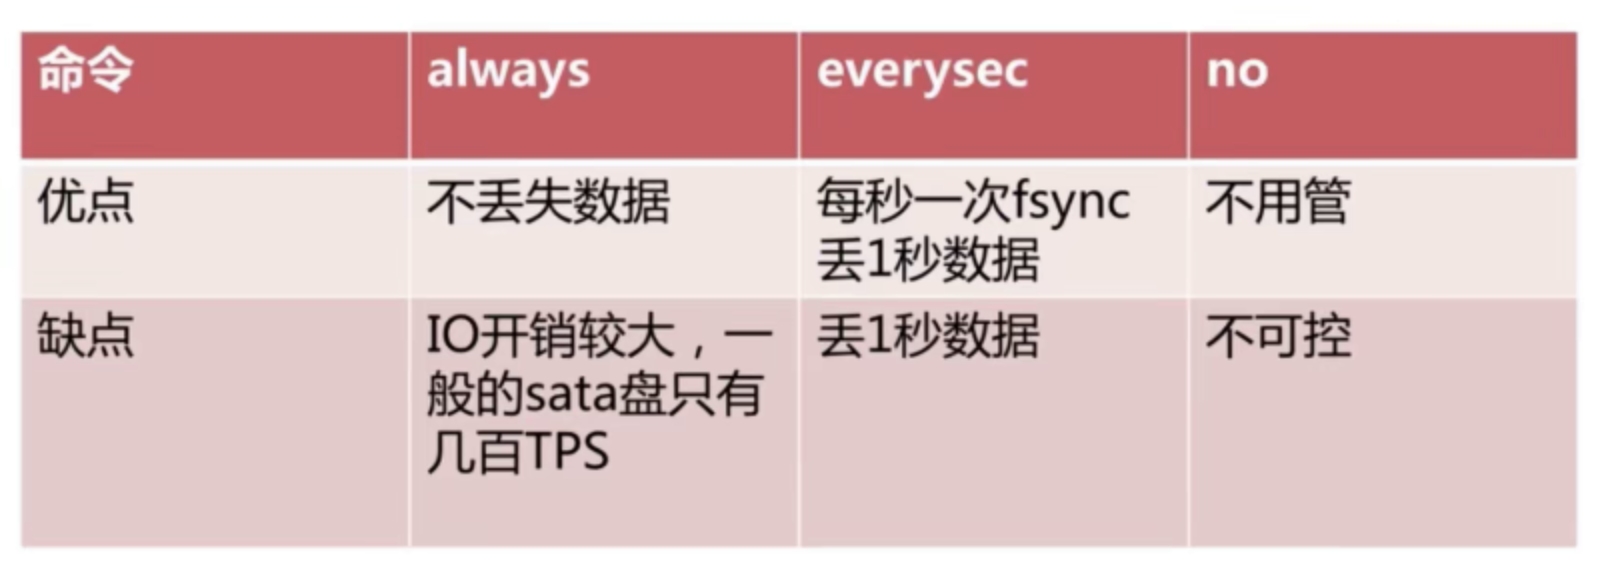 命令 always everysec no
优点 不丢失数据 每秒一次fsync 不用管
丢1秒数据
缺点 IO开销较大，一 丢1秒数据 不可控
般的sata盘只有
几百TPS